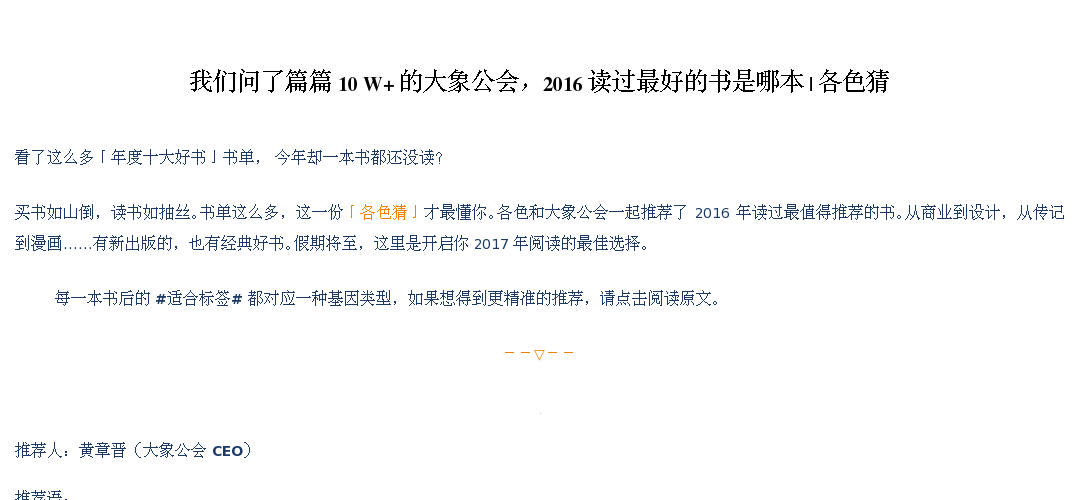 我们问了篇篇 10 W+ 的大象公会，2016 读过最好的书是哪本 | 各色猜
看了这么多「年度十大好书」书单， 今年却一本书都还没读？
买书如山倒，读书如抽丝。书单这么多，这一份「各色猜」才最懂你。各色和大象公会一起推荐了 2016 年读过最值得推荐的书。从商业到设计，从传记
到漫画……有新出版的，也有经典好书。假期将至，这里是开启你 2017 年阅读的最佳选择。
每一本书后的 #适合标签# 都对应一种基因类型，如果想得到更精准的推荐，请点击阅读原文。
– – ▽ – –
推荐人：黄章晋（大象公会 CEO）
推荐语：